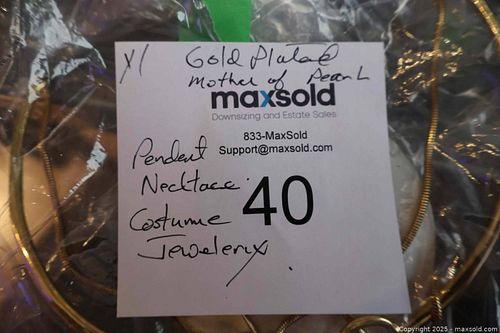 X1 Gold Plated
Mother of Pearl
maxsold
Downsizing and Estate Sales
833-MaxSold
Support@maxsold.com
Pendent
Necklace
40
Costume
Jewelery
Copyright 2025 - maxsold.com